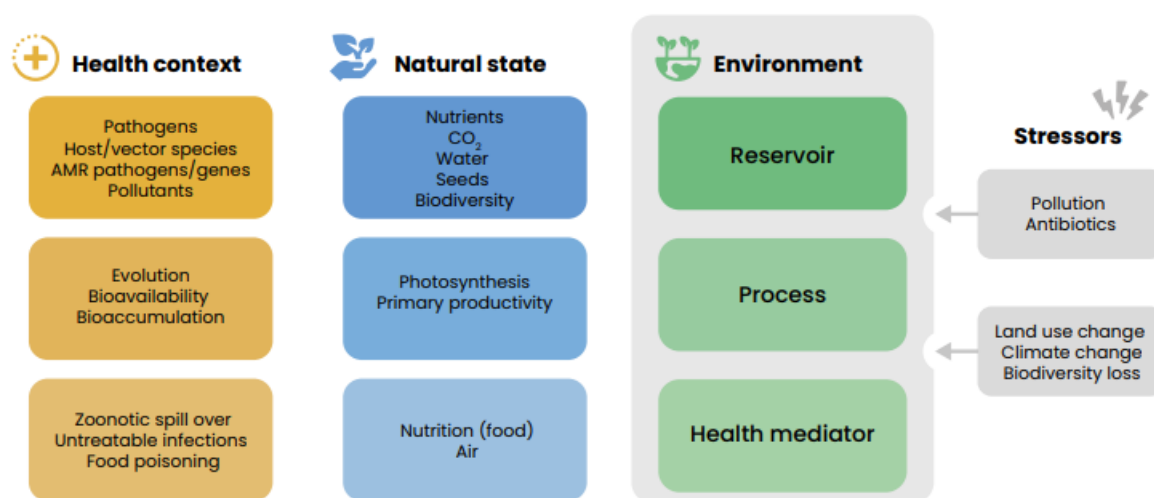 Health context
Pathogens
Host/vector species
AMR pathogens/genes
Pollutants
Evolution
Bioavailability
Bioaccumulation
Zoonotic spill over
Untreatable infections
Food poisoning
Natural state
Nutrients
CO₂
Water
Seeds
Biodiversity
Photosynthesis
Primary productivity
Nutrition (food)
Air
Environment
Reservoir
Process
Health mediator
Stressors
Pollution
Antibiotics
Land use change
Climate change
Biodiversity loss